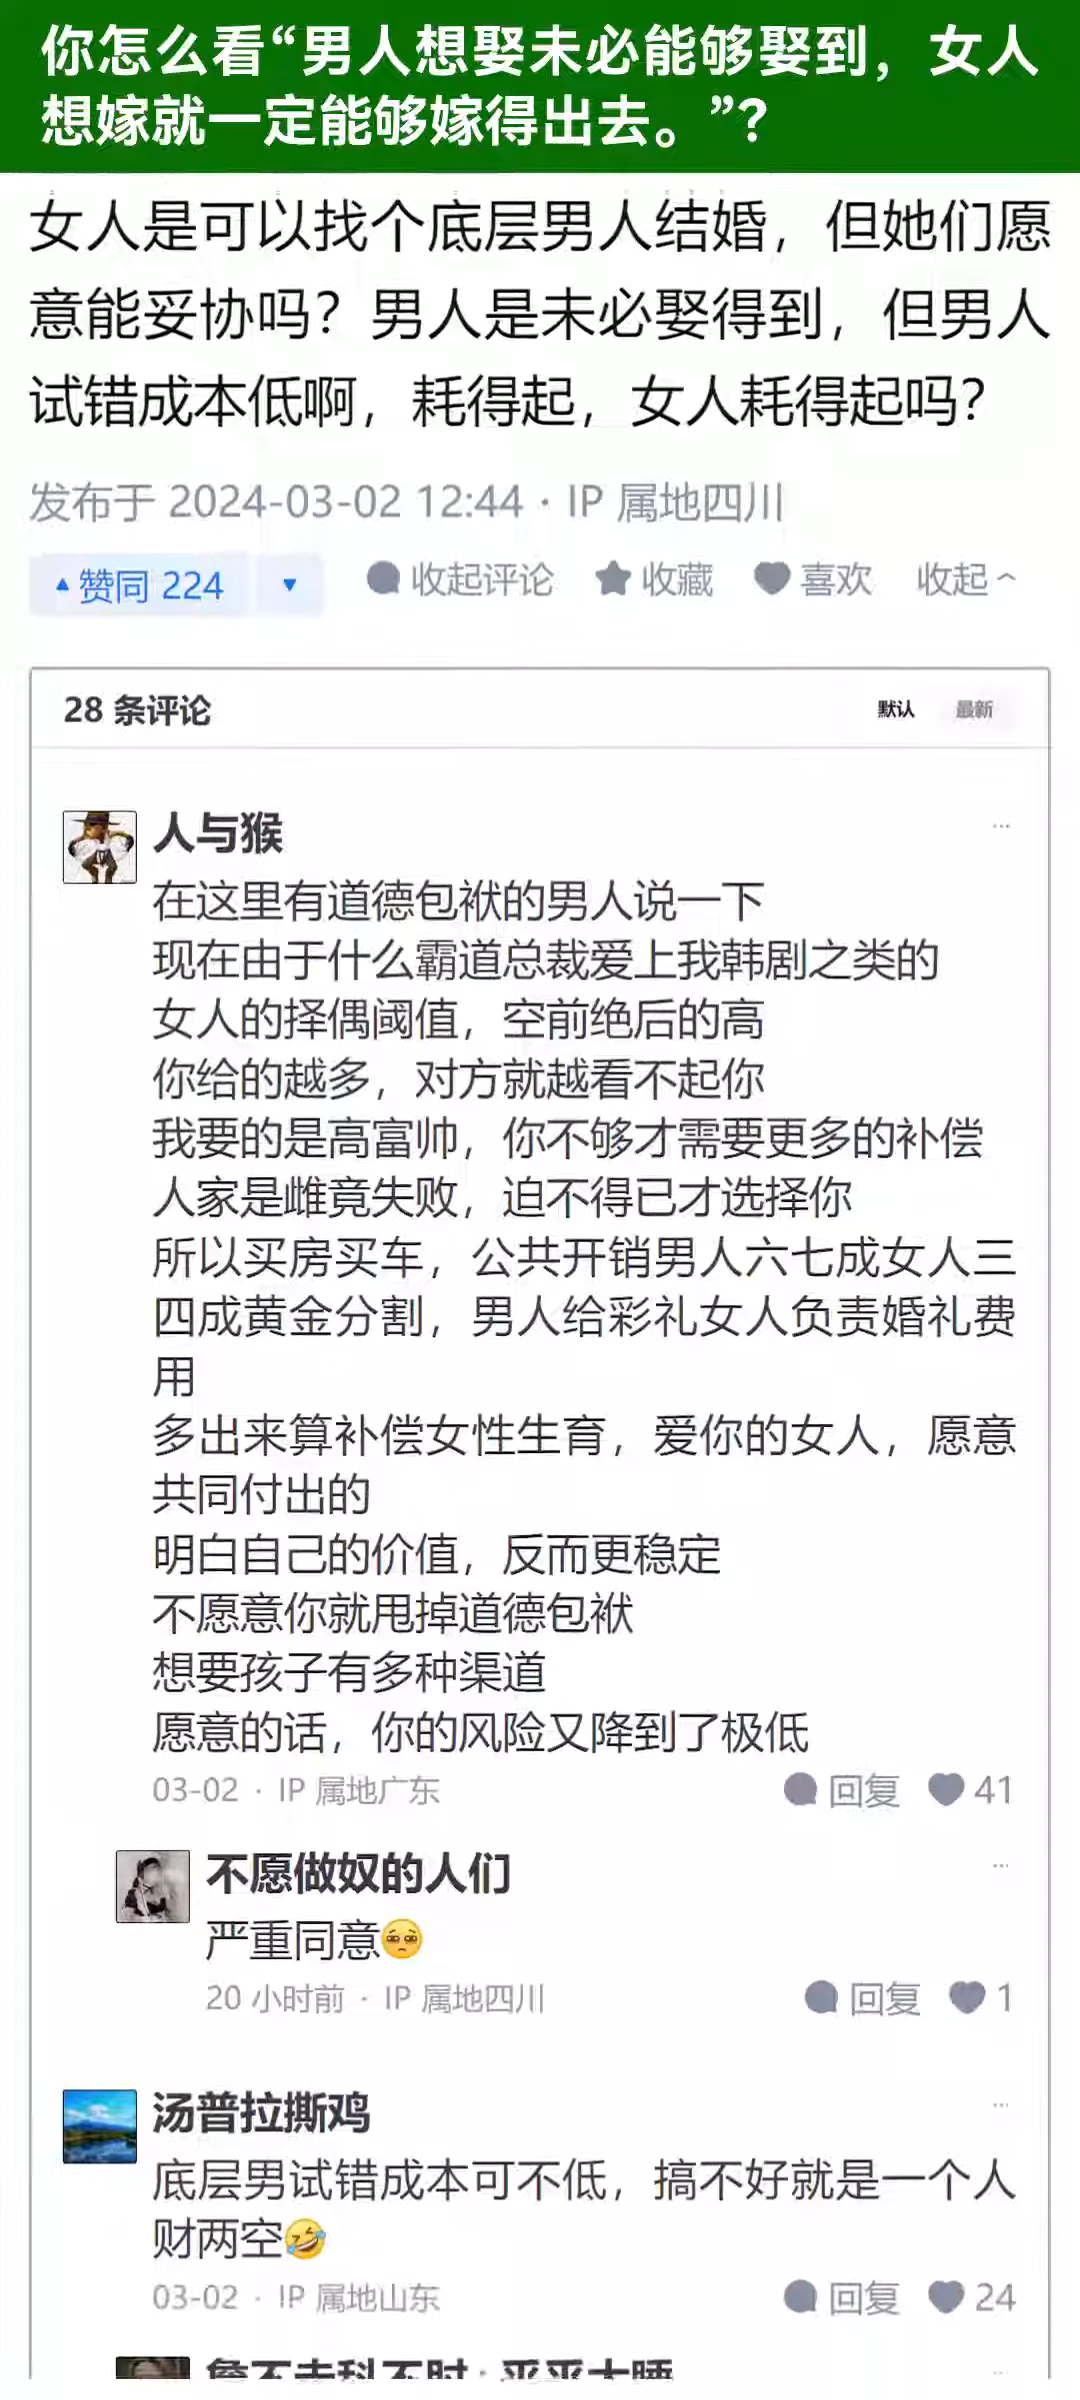 你怎么看“男人想娶未必能够娶到，女人
想嫁就一定能够嫁得出去。”？
女人是可以找个底层男人结婚，但她们愿
意能妥协吗？男人是未必娶得到，但男人
试错成本低啊，耗得起，女人耗得起吗？
发布于 2024-03-02 12:44 · IP 属地四川
赞同 224
收起评论
收藏
喜欢
收起
28 条评论
默认
最新
人与猴
在这里有道德包袱的男人说一下
现在由于什么霸道总裁爱上我韩剧之类的
女人的择偶阈值，空前绝后的高
你给的越多，对方就越看不起你
我要的是高富帅，你不够才需要更多的补偿
人家是雌竟失败，迫不得已才选择你
所以买房买车，公共开销男人六七成女人三
四成黄金分割，男人给彩礼女人负责婚礼费
用
多出来算补偿女性生育，爱你的女人，愿意
共同付出的
明白自己的价值，反而更稳定
不愿意你就甩掉道德包袱
想要孩子有多种渠道
愿意的话，你的风险又降到了极低
03-02 · IP 属地广东
回复
41
不愿做奴的人们
严重同意🥺
20 小时前 · IP 属地四川
回复
1
汤普拉撕鸡
底层男试错成本可不低，搞不好就是一个人
财两空🤣
03-02 · IP 属地山东
回复
24